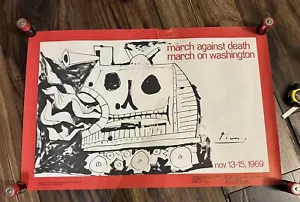 march against death
march on washington
nov 13-15, 1969